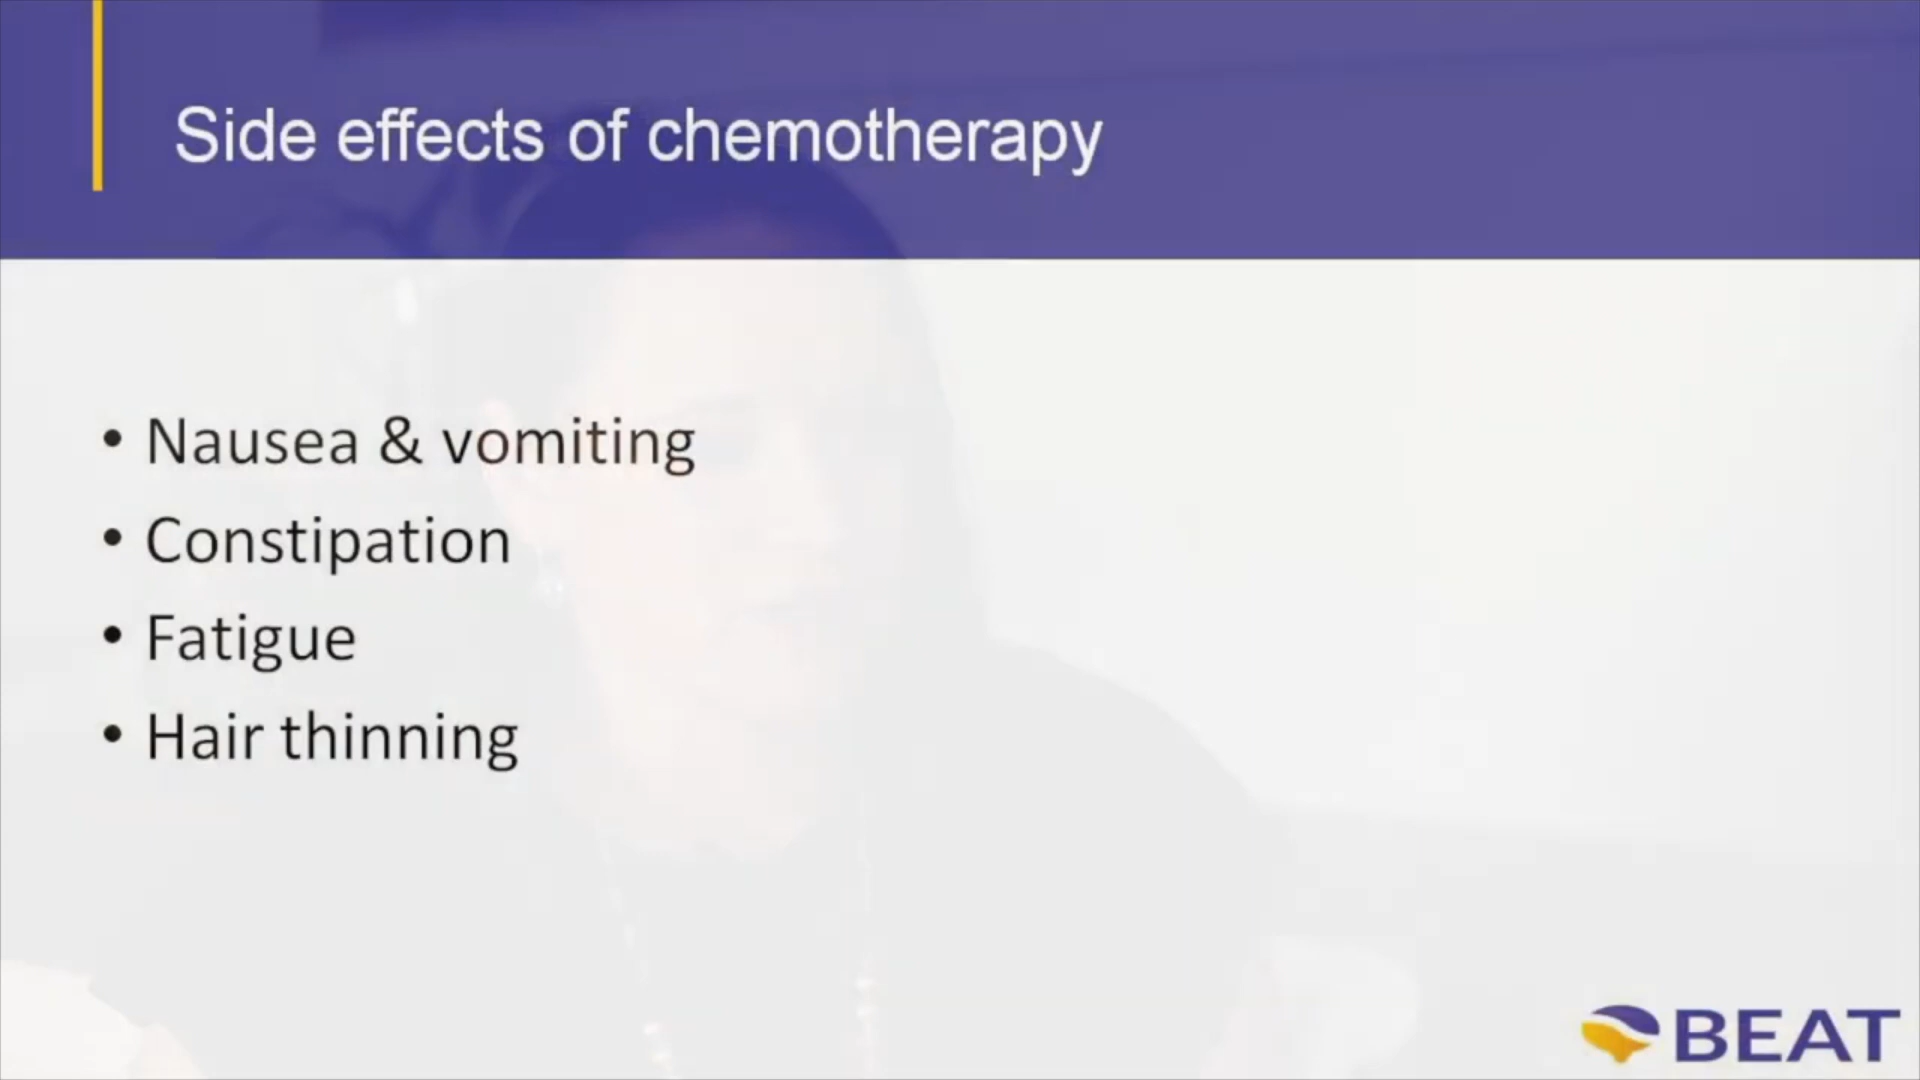 Side effects of chemotherapy
• Nausea & vomiting
• Constipation
• Fatigue
• Hair thinning
BEAT